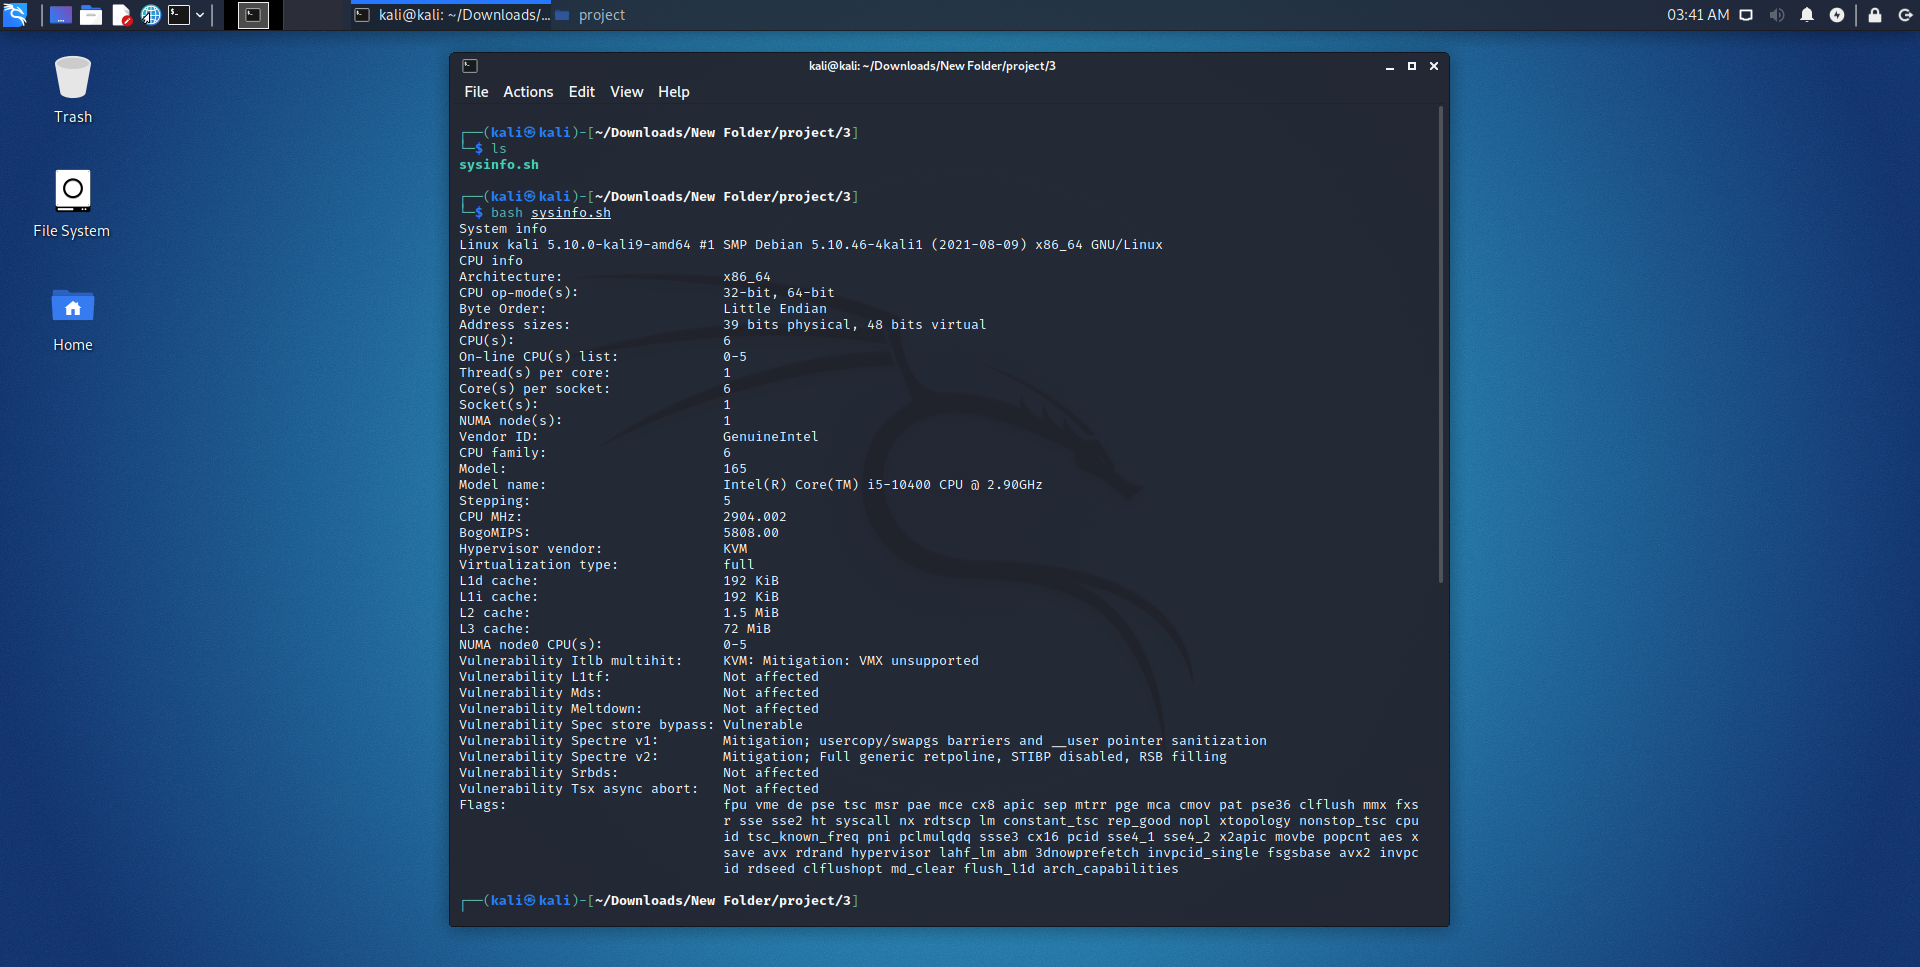 kali@kali: ~/Downloads/...
project
03:41 AM
Trash
File System
Home
kali@kali: ~/Downloads/New Folder/project/3
File Actions Edit View Help
┌──(kali㉿kali)-[~/Downloads/New Folder/project/3]
└─$ ls
sysinfo.sh
┌──(kali㉿kali)-[~/Downloads/New Folder/project/3]
└─$ bash sysinfo.sh
System info
Linux kali 5.10.0-kali9-amd64 #1 SMP Debian 5.10.46-4kali1 (2021-08-09) x86_64 GNU/Linux
CPU info
Architecture: x86_64
CPU op-mode(s): 32-bit, 64-bit
Byte Order: Little Endian
Address sizes: 39 bits physical, 48 bits virtual
CPU(s): 6
On-line CPU(s) list: 0-5
Thread(s) per core: 1
Core(s) per socket: 6
Socket(s): 1
NUMA node(s): 1
Vendor ID: GenuineIntel
CPU family: 6
Model: 165
Model name: Intel(R) Core(TM) i5-10400 CPU @ 2.90GHz
Stepping: 5
CPU MHz: 2904.002
BogoMIPS: 5808.00
Hypervisor vendor: KVM
Virtualization type: full
L1d cache: 192 KiB
L1i cache: 192 KiB
L2 cache: 1.5 MiB
L3 cache: 72 MiB
NUMA node0 CPU(s): 0-5
Vulnerability Itlb multihit: KVM: Mitigation: VMX unsupported
Vulnerability L1tf: Not affected
Vulnerability Mds: Not affected
Vulnerability Meltdown: Not affected
Vulnerability Spec store bypass: Vulnerable
Vulnerability Spectre v1: Mitigation; usercopy/swapgs barriers and __user pointer sanitization
Vulnerability Spectre v2: Mitigation; Full generic retpoline, STIBP disabled, RSB filling
Vulnerability Srbds: Not affected
Vulnerability Tsx async abort: Not affected
Flags: fpu vme de pse tsc msr pae mce cx8 apic sep mtrr pge mca cmov pat pse36 clflush mmx fxs
r sse sse2 ht syscall nx rdtscp lm constant_tsc rep_good nopl xtopology nonstop_tsc cpu
id tsc_known_freq pni pclmulqdq ssse3 cx16 pcid sse4_1 sse4_2 x2apic movbe popcnt aes x
save avx rdrand hypervisor lahf_lm abm 3dnowprefetch invpcid_single fsgsbase avx2 invpc
id rdseed clflushopt md_clear flush_l1d arch_capabilities
┌──(kali㉿kali)-[~/Downloads/New Folder/project/3]